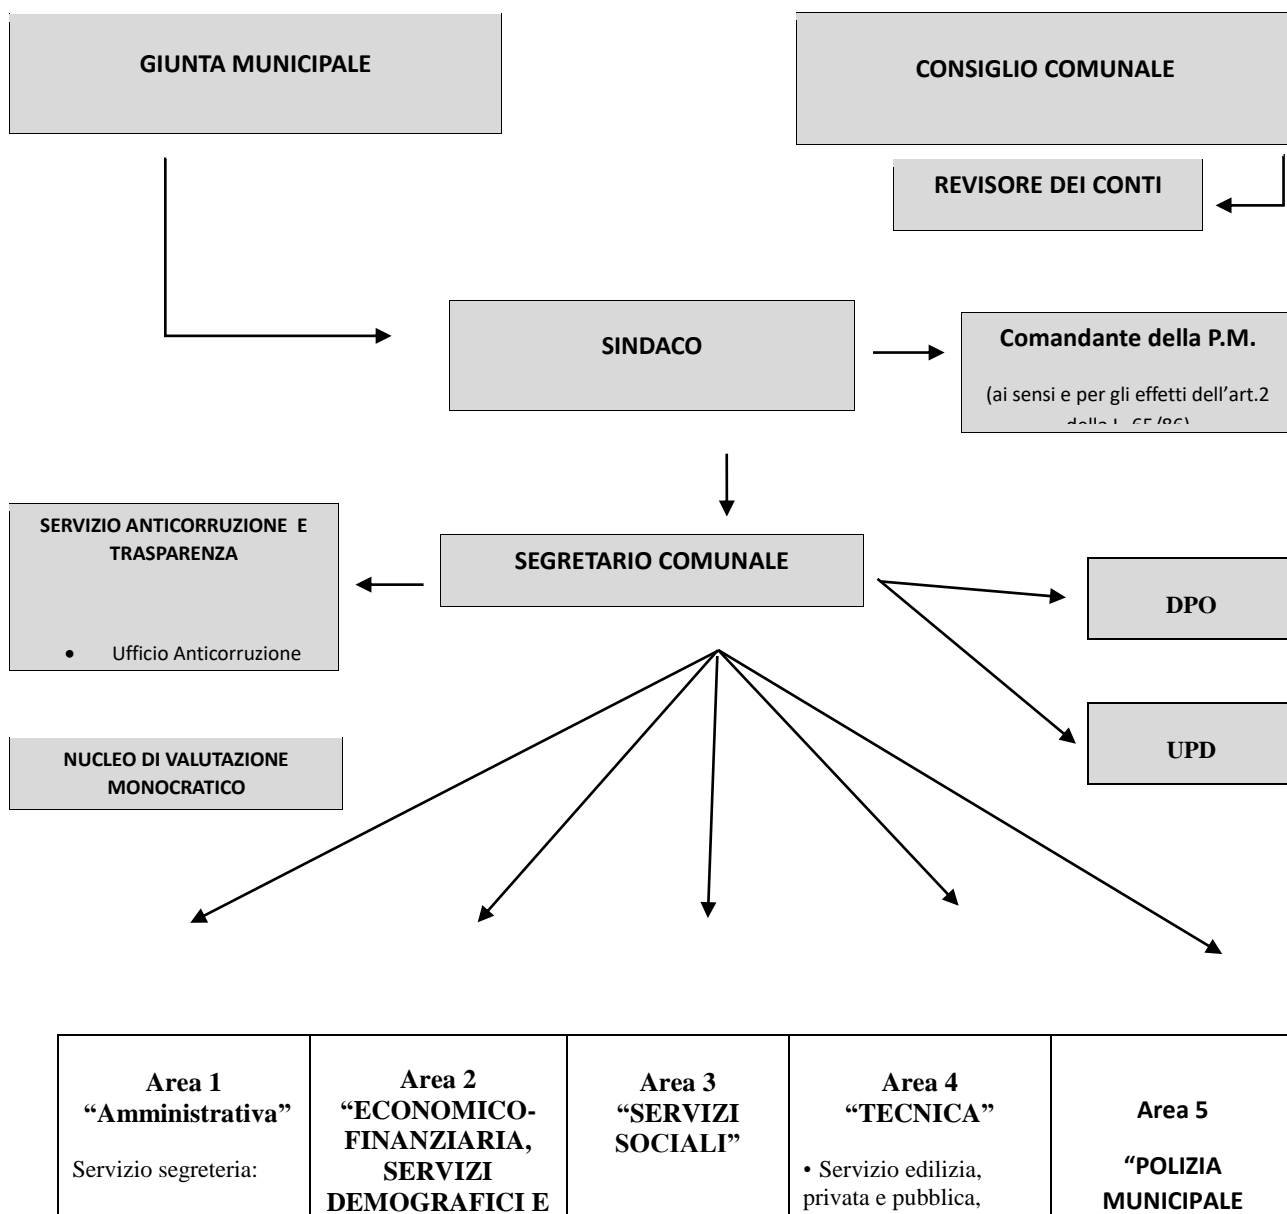 GIUNTA MUNICIPALE
CONSIGLIO COMUNALE
REVISORE DEI CONTI
SINDACO
Comandante della P.M.
(ai sensi e per gli effetti dell’art.2
della L. 65/86)
SERVIZIO ANTICORRUZIONE E
TRASPARENZA
• Ufficio Anticorruzione
SEGRETARIO COMUNALE
DPO
UPD
NUCLEO DI VALUTAZIONE
MONOCRATICO
Area 1
“Amministrativa”
Servizio segreteria:
Area 2
“ECONOMICO-
FINANZIARIA,
SERVIZI
DEMOGRAFICI E
Area 3
“SERVIZI
SOCIALI”
Area 4
“TECNICA”
• Servizio edilizia,
privata e pubblica,
Area 5
“POLIZIA
MUNICIPALE